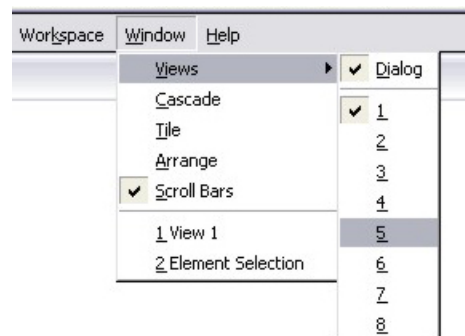 Workspace Window Help
Views
Cascade
Tile
Arrange
Scroll Bars
1 View 1
2 Element Selection
Dialog
1
2
3
4
5
6
7
8